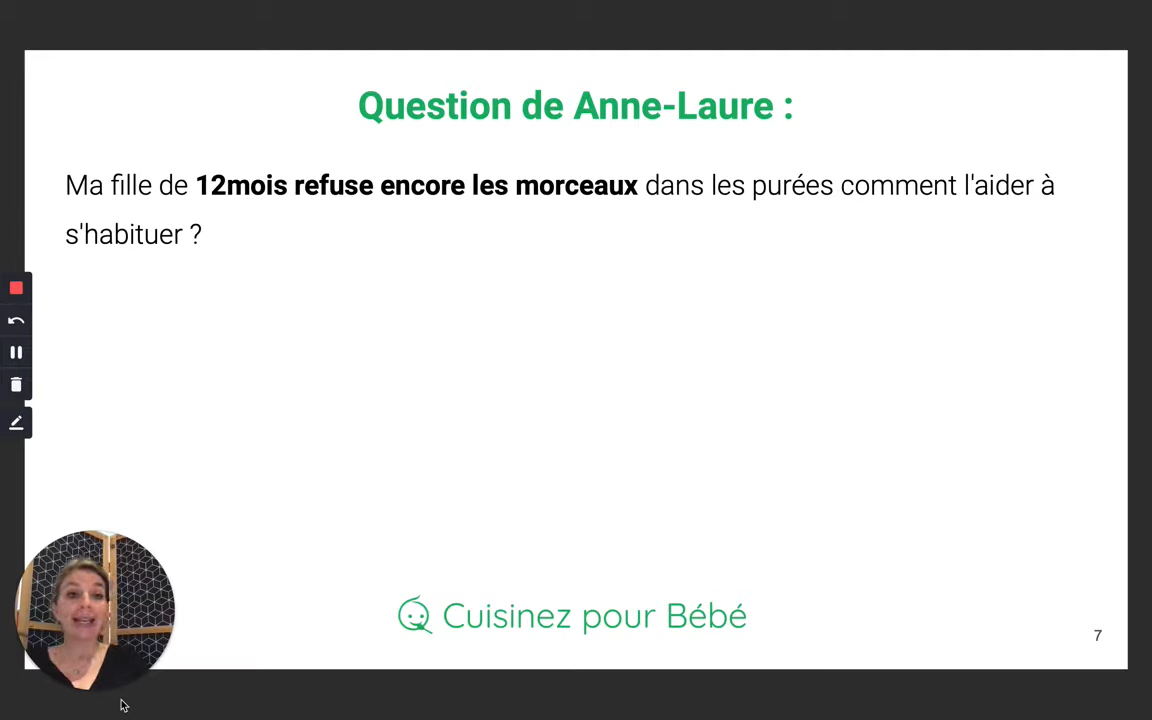 Question de Anne-Laure :
Ma fille de 12mois refuse encore les morceaux dans les purées comment l'aider à
s'habituer ?
Cuisinez pour Bébé
7